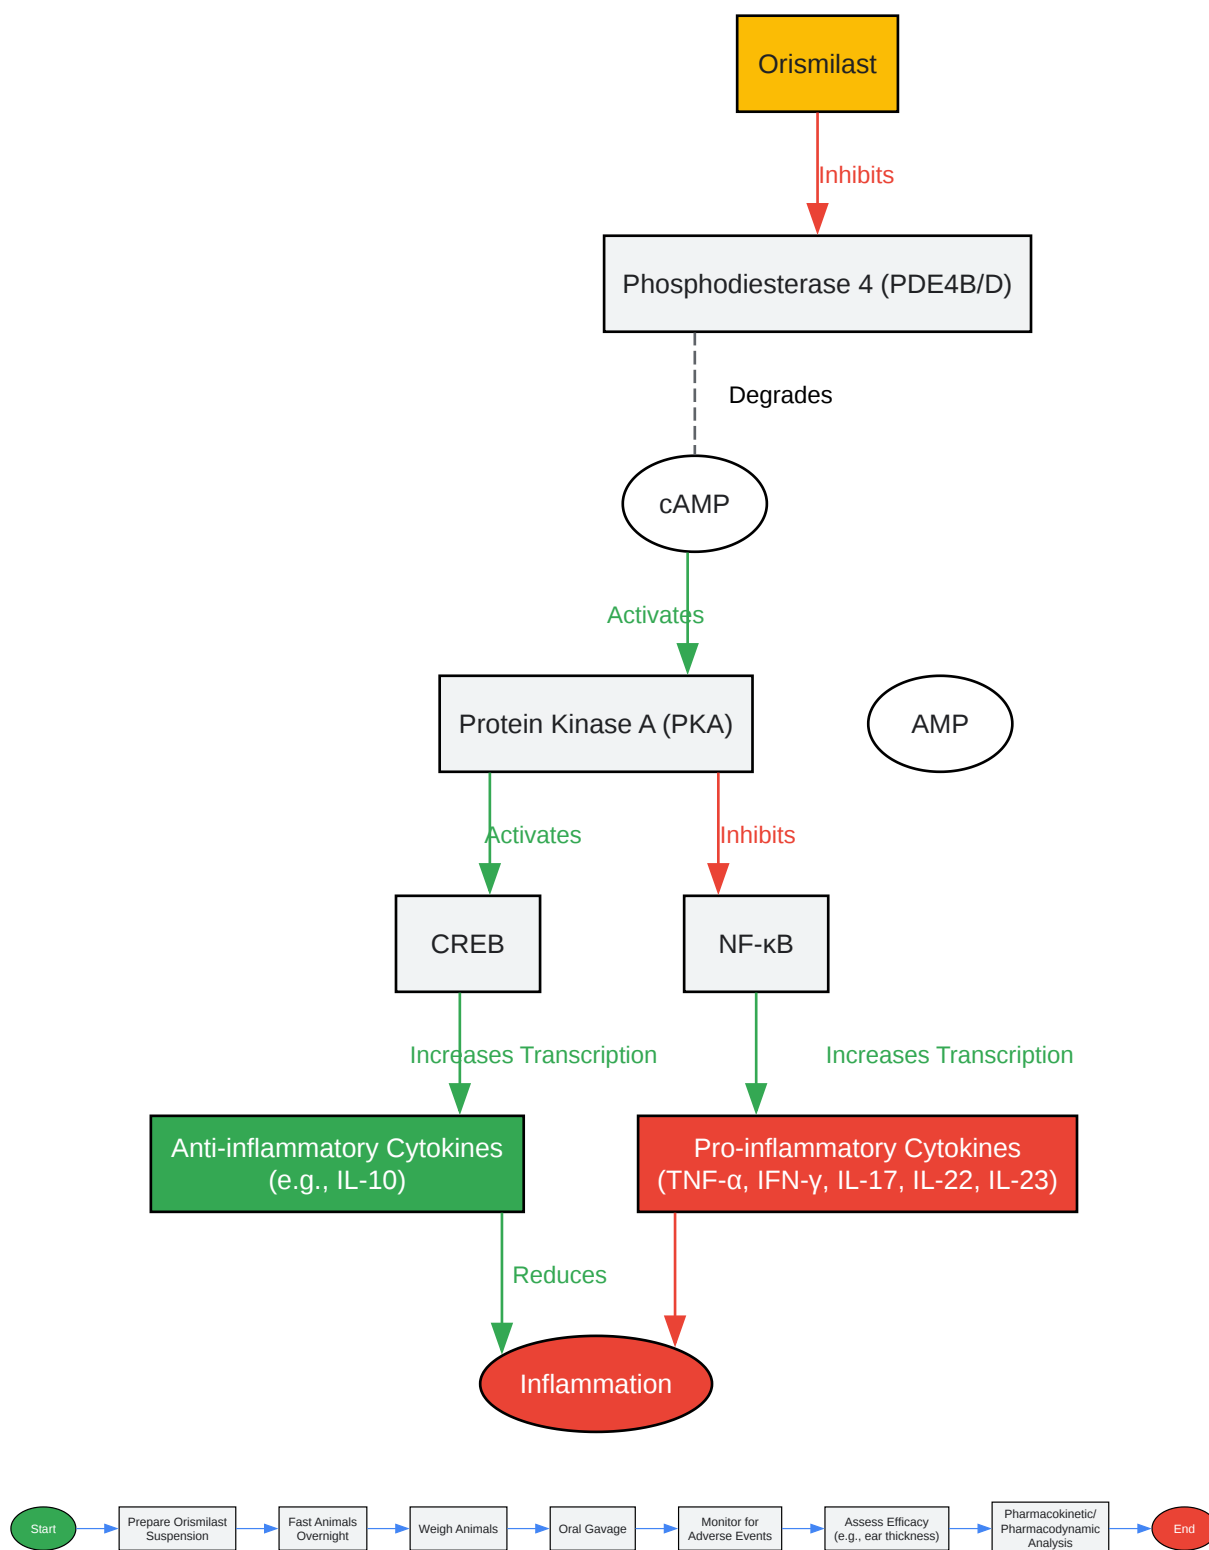 Orismilast
Inhibits
Phosphodiesterase 4 (PDE4B/D)
Degrades
cAMP
Activates
Protein Kinase A (PKA)
AMP
Activates
Inhibits
CREB
NF-κB
Increases Transcription
Increases Transcription
Anti-inflammatory Cytokines
(e.g., IL-10)
Pro-inflammatory Cytokines
(TNF-α, IFN-γ, IL-17, IL-22, IL-23)
Reduces
Inflammation
Start
Prepare Orismilast
Suspension
Fast Animals
Overnight
Weigh Animals
Oral Gavage
Monitor for
Adverse Events
Assess Efficacy
(e.g., ear thickness)
Pharmacokinetic/
Pharmacodynamic
Analysis
End